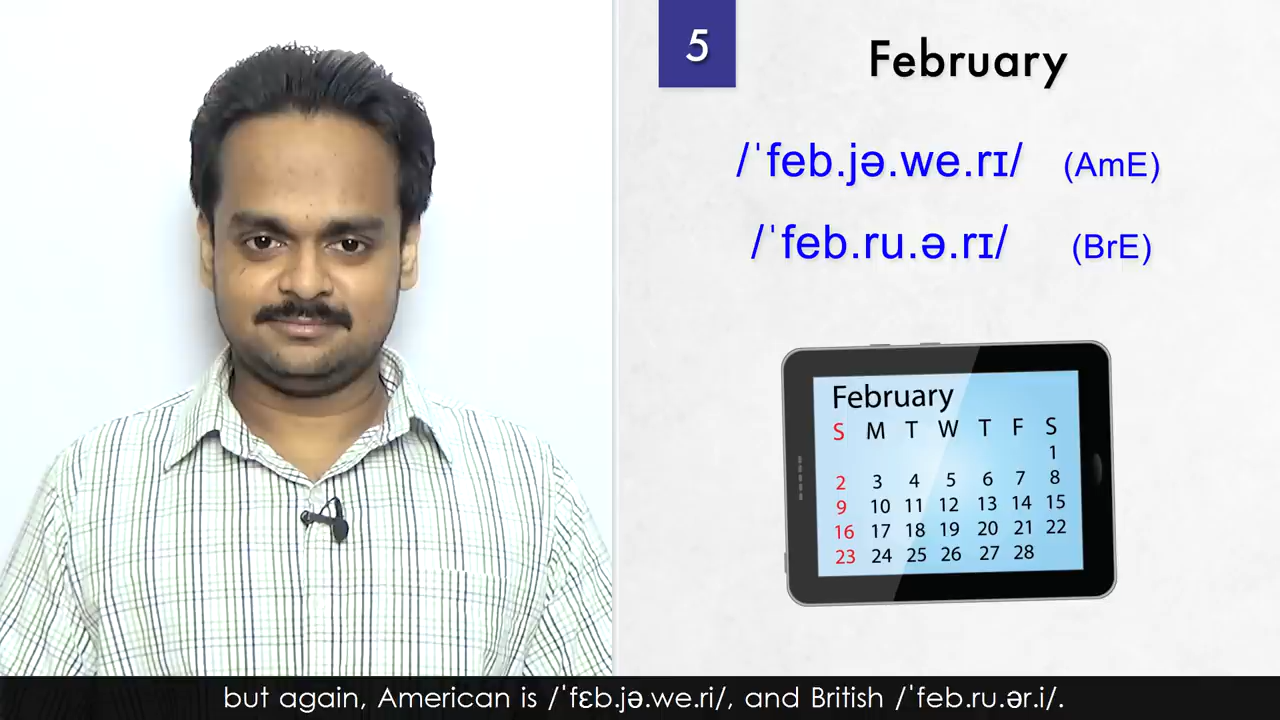 5
February
/ˈfeb.jə.we.rɪ/ (AmE)
/ˈfeb.ru.ə.rɪ/ (BrE)
February
S M T W T F S
1
2 3 4 5 6 7 8
9 10 11 12 13 14 15
16 17 18 19 20 21 22
23 24 25 26 27 28
but again, American is /ˈfɛb.jə.we.ri/, and British /ˈfeb.ru.ər.i/.